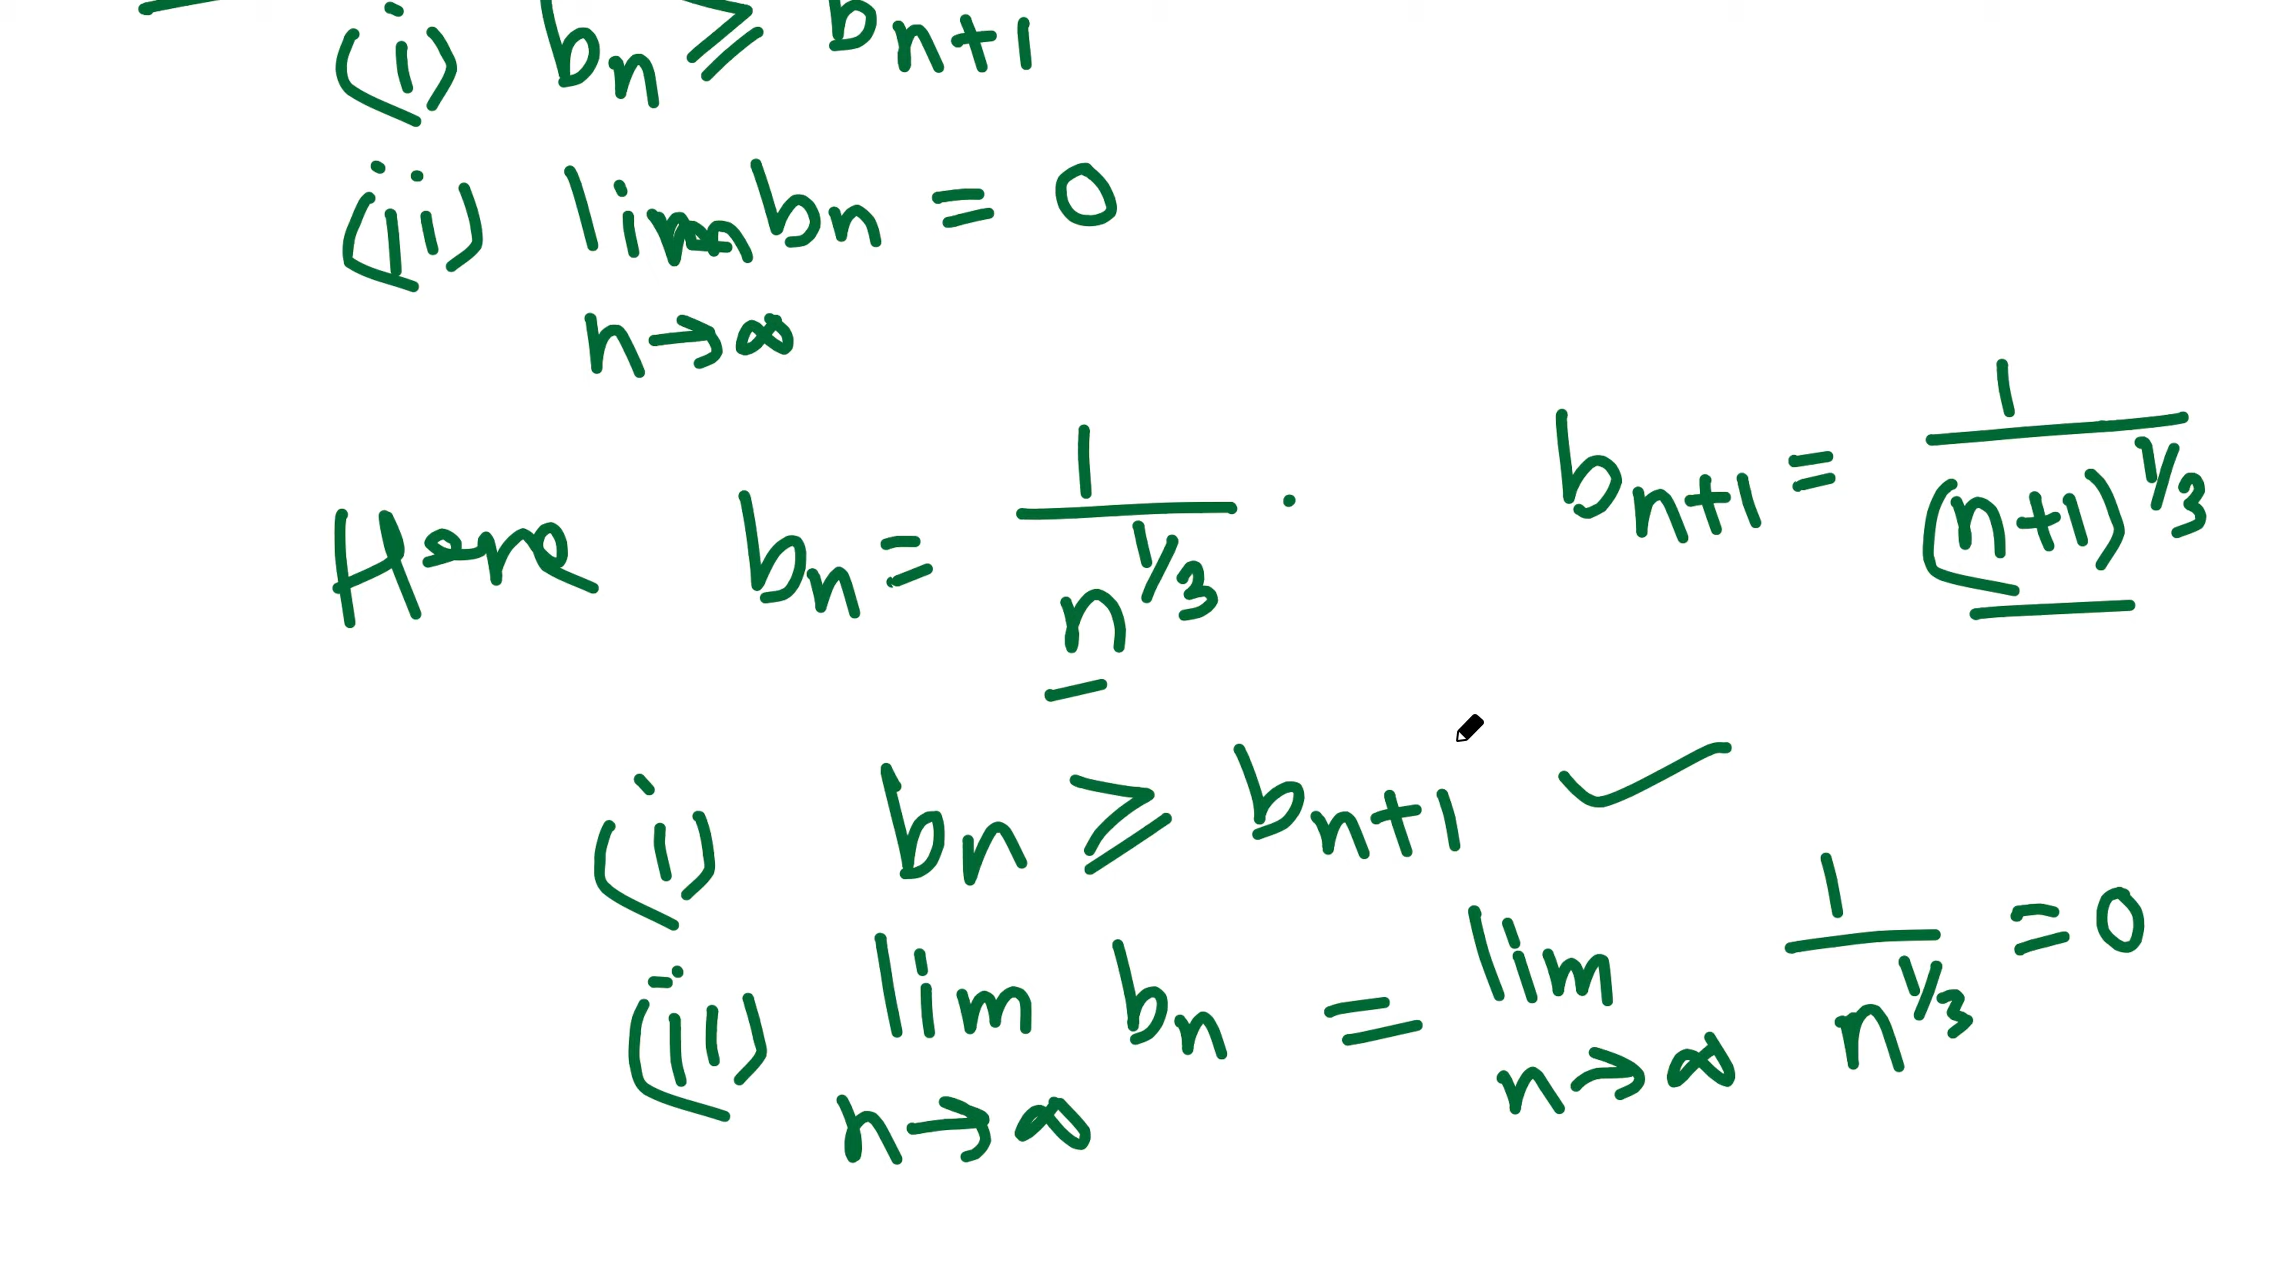 (i) bn ≥ bn+1
(ii) lim bn = 0
n→∞
Here bn = 1/n^1/3 . bn+1 = 1/(n+1)^1/3
(i) bn ≥ bn+1 ✓
(ii) lim bn = lim 1/n^1/3 = 0
n→∞ n→∞